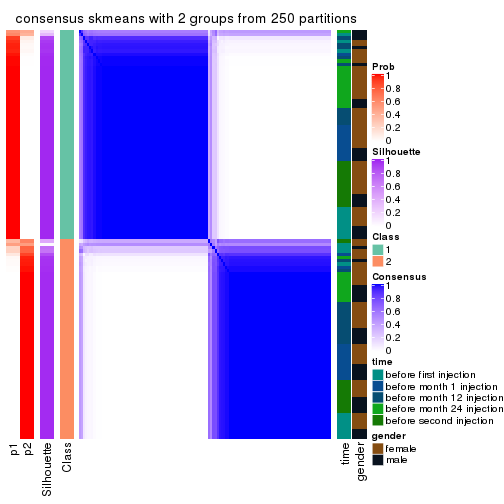 consensus skmeans with 2 groups from 250 partitions
Prob
1
0.8
0.6
0.4
0.2
0
Silhouette
1
0.8
0.6
0.4
0.2
0
Class
1
2
Consensus
1
0.8
0.6
0.4
0.2
0
time
before first injection
before month 1 injection
before month 12 injection
before month 24 injection
before second injection
gender
female
male
p1
p2
Silhouette
Class
time
gender